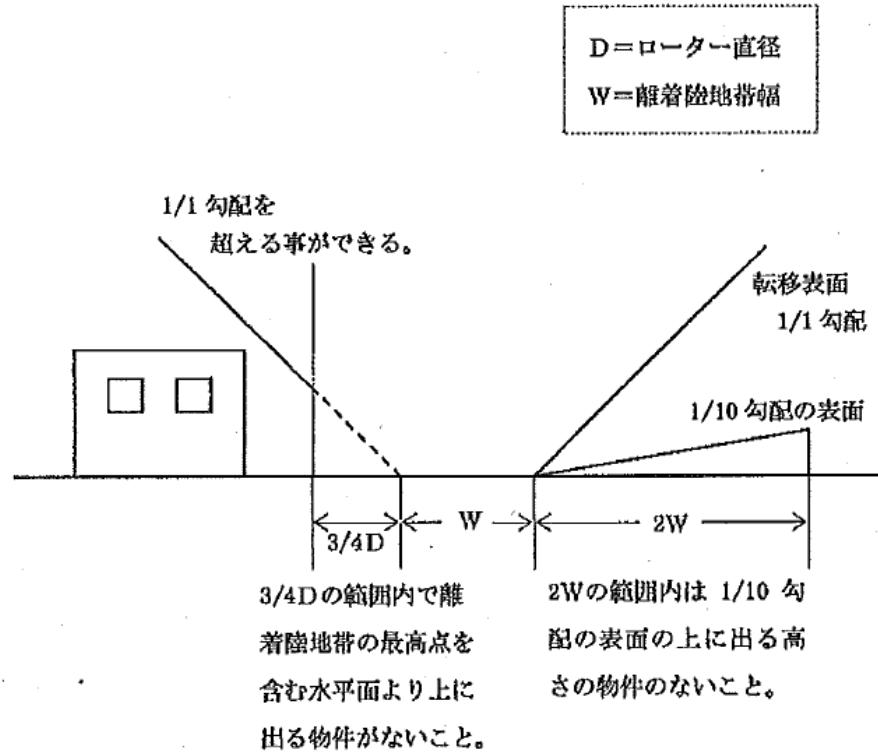 D=ローター直径
W=離着陸地帯幅
1/1 勾配を
超える事ができる。
転移表面
1/1 勾配
1/10 勾配の表面
3/4D
W
2W
3/4Dの範囲内で離
着陸地帯の最高点を
含む水平面より上に
出る物件がないこと。
2Wの範囲内は 1/10 勾
配の表面の上に出る高
さの物件のないこと。